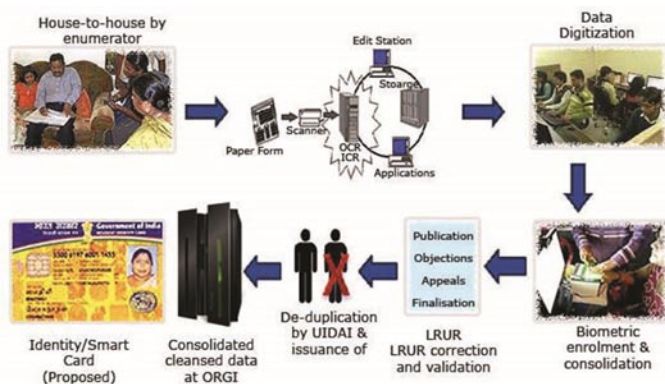 House-to-house by
enumerator
Paper Form
Scanner
OCR
ICR
Edit Station
Stoarge
Applications
Data
Digitization
Biometric
enrolment &
consolidation
Publication
Objections
Appeals
Finalisation
LRUR
LRUR correction
and validation
De-duplication
by UIDAI &
issuance of
Consolidated
cleansed data
at ORGI
Government of India
Identity/Smart
Card
(Proposed)